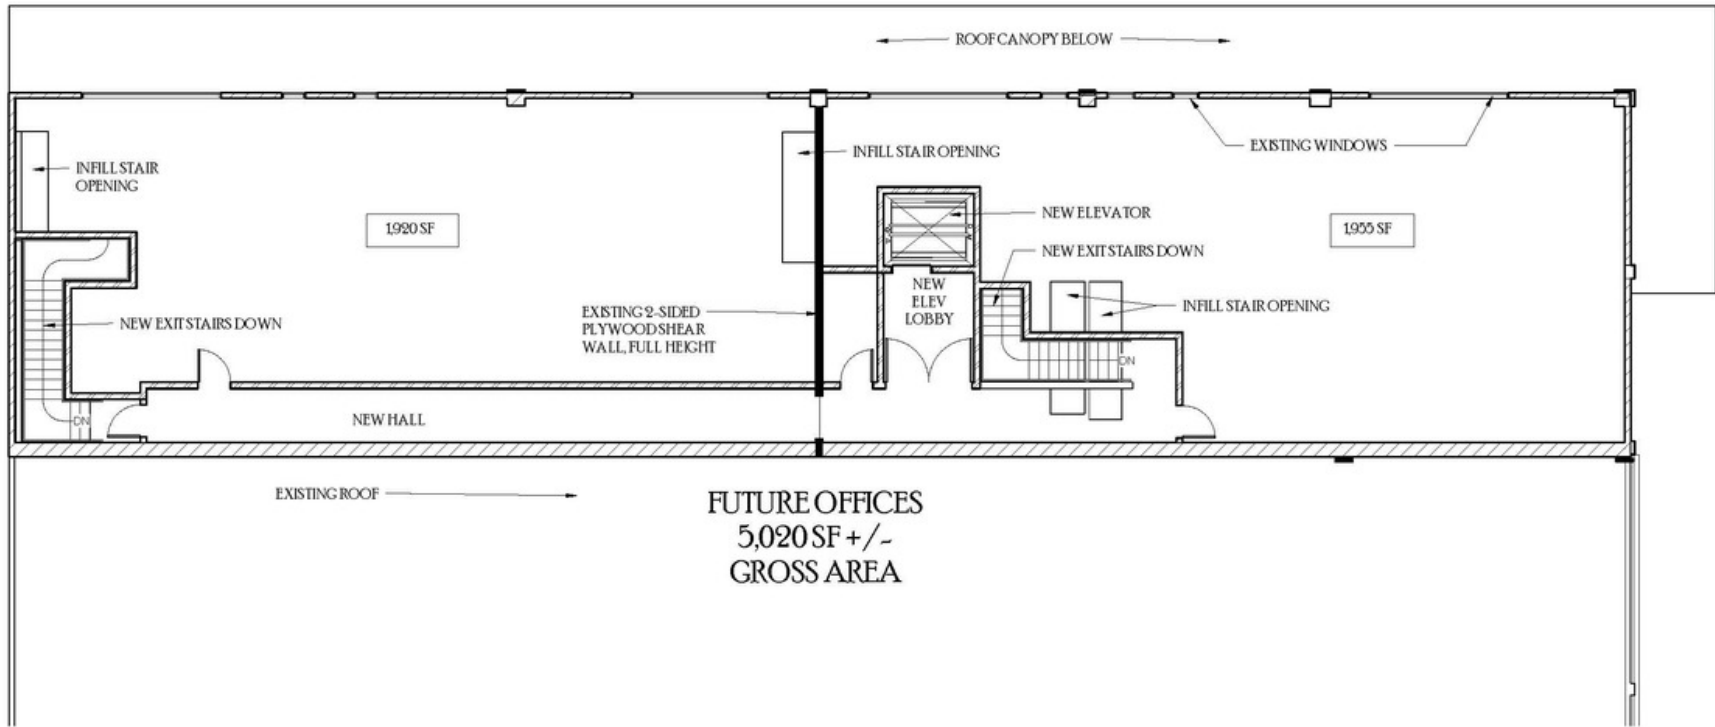 ROOF CANOPY BELOW
INFILL STAIR
OPENING
INFILL STAIR OPENING
EXISTING WINDOWS
1,920 SF
NEW ELEVATOR
1,955 SF
NEW EXIT STAIRS DOWN
NEW
ELEV
LOBBY
INFILL STAIR OPENING
NEW EXIT STAIRS DOWN
EXISTING 2-SIDED
PLYWOOD SHEAR
WALL, FULL HEIGHT
DN
DN
NEW HALL
EXISTING ROOF
FUTURE OFFICES
5,020 SF +/-
GROSS AREA